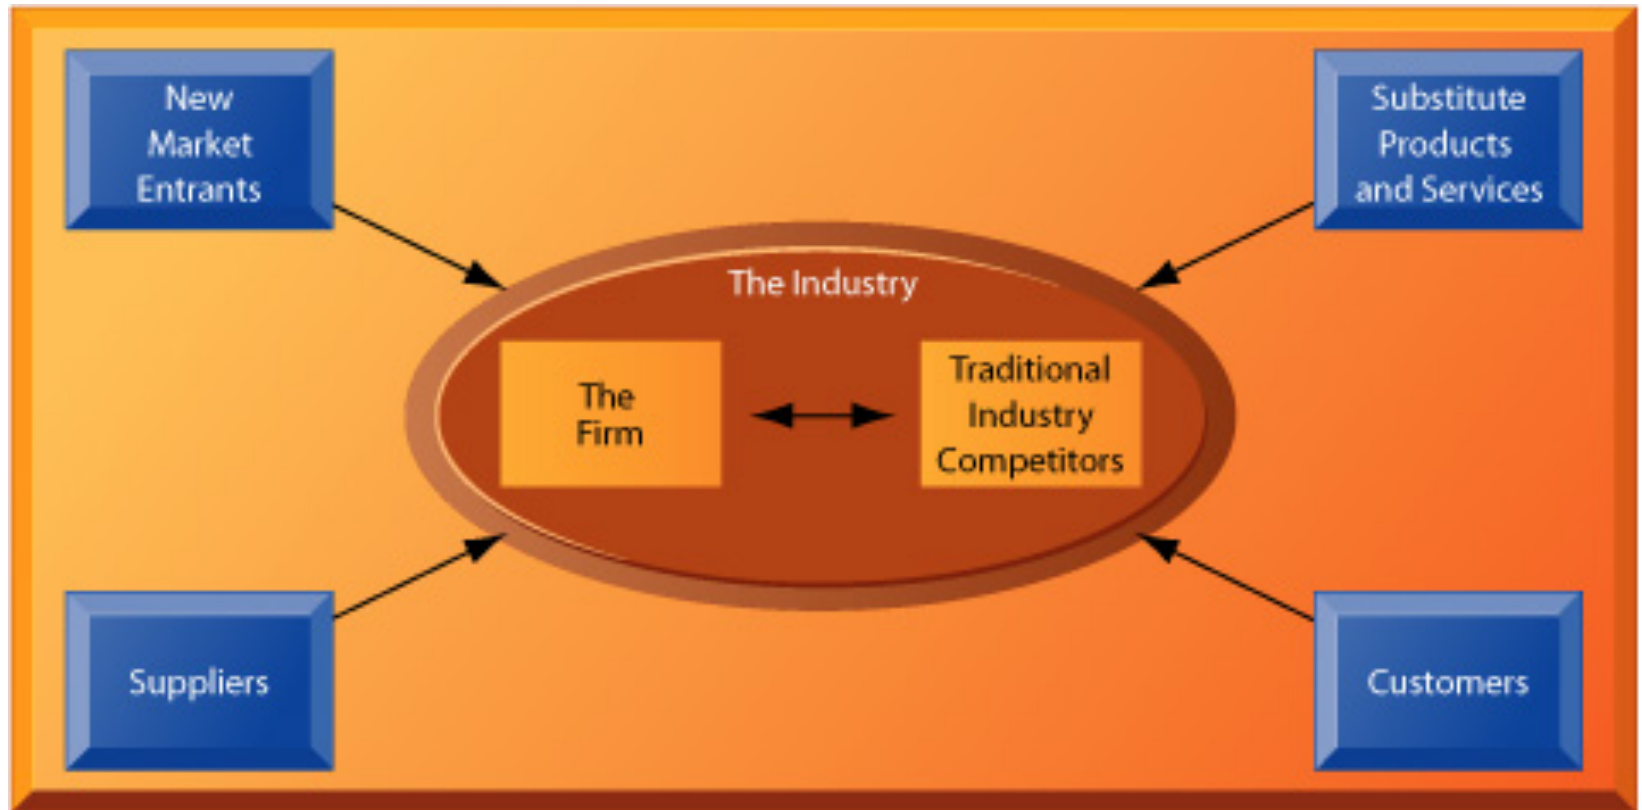 New
Market
Entrants
Substitute
Products
and Services
The Industry
The
Firm
Traditional
Industry
Competitors
Suppliers
Customers